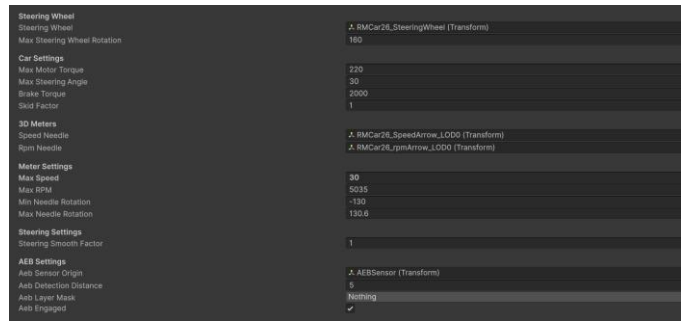 Steering Wheel
Steering Wheel RMCar26_SteeringWheel (Transform)
Max Steering Wheel Rotation 160
Car Settings
Max Motor Torque 220
Max Steering Angle 30
Brake Torque 2000
Skid Factor 1
3D Meters
Speed Needle RMCar26_SpeedArrow_LOD0 (Transform)
Rpm Needle RMCar26_rpmArrow_LOD0 (Transform)
Meter Settings
Max Speed 30
Max RPM 5035
Min Needle Rotation -130
Max Needle Rotation 130.6
Steering Settings
Steering Smooth Factor 1
AEB Settings
Aeb Sensor Origin AEBSensor (Transform)
Aeb Detection Distance 5
Aeb Layer Mask Nothing
Aeb Engaged ✔